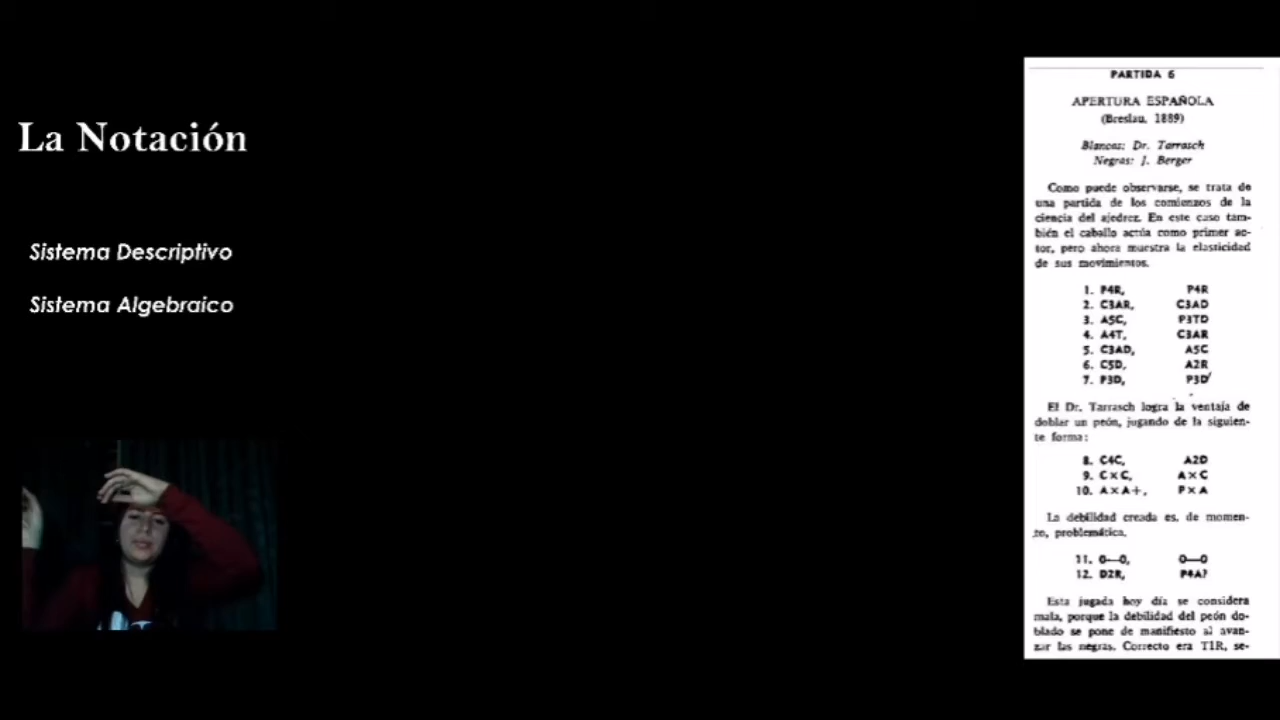 La Notación
Sistema Descriptivo
Sistema Algebraico
PARTIDA 6
APERTURA ESPAÑOLA
(Breslau, 1889)
Blancas: Dr. Tarrasch
Negras: J. Berger
Como puede observarse, se trata de
una partida de los comienzos de la
ciencia del ajedrez. En este caso tam-
bién el caballo actúa como primer ac-
tor, pero ahora muestra la elasticidad
de sus movimientos.
1. P4R, P4R
2. C3AR, C3AD
3. A5C, P3TD
4. A4T, C3AR
5. C3AD, A5C
6. C5D, A2R
7. P3D, P3D
El Dr. Tarrasch logra la ventaja de
doblar un peón, jugando de la siguien-
te forma:
8. C4C, A2D
9. C×C, A×C
10. A×A+, P×A
La debilidad creada es, de momen-
to, problemática.
11. 0—0, 0—0
12. D2R, P4A?
Esta jugada hoy día se considera
mala, porque la debilidad del peón do-
blado se pone de manifiesto al avan-
zar las negras. Correcto era T1R, se-